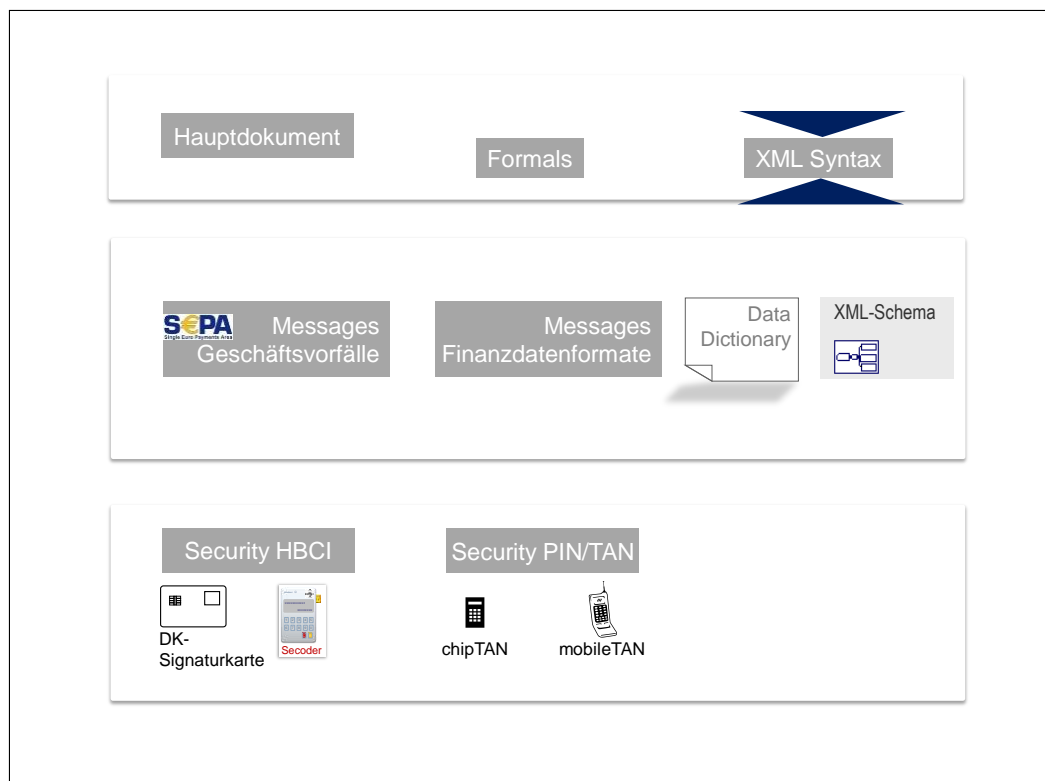 Hauptdokument
Formals
XML Syntax
S€PA
Single Euro Payments Area
Messages
Geschäftsvorfälle
Messages
Finanzdatenformate
Data
Dictionary
XML-Schema
Security HBCI
Security PIN/TAN
DK-
Signaturkarte
Secoder
chipTAN
mobileTAN